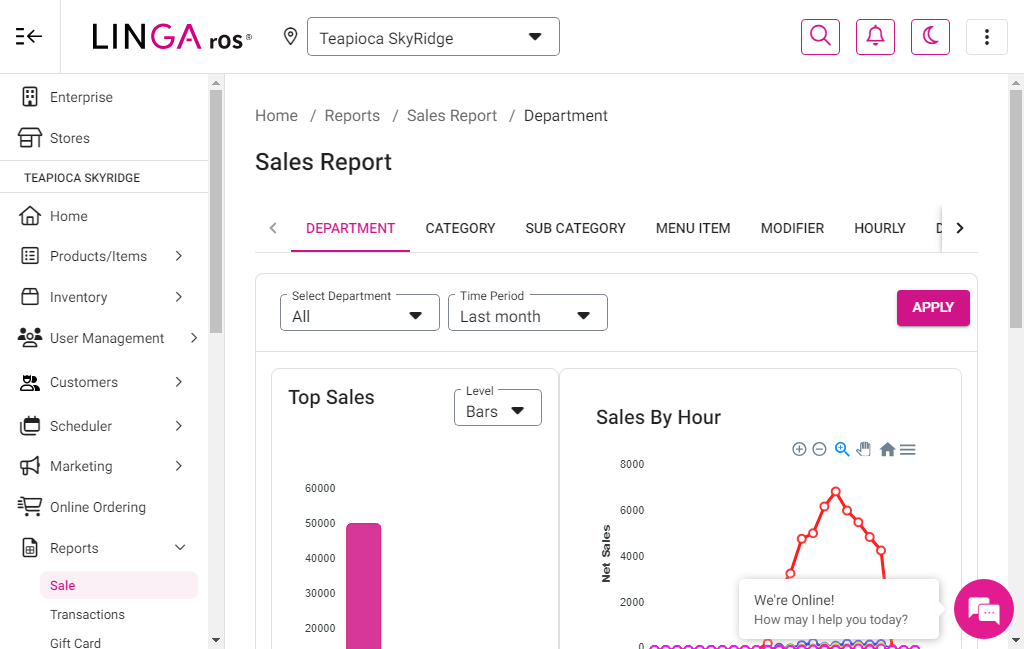 LINGA ros®
Teapioca SkyRidge
Enterprise
Stores
TEAPIOCA SKYRIDGE
Home
Products/Items
Inventory
User Management
Customers
Scheduler
Marketing
Online Ordering
Reports
Sale
Transactions
Gift Card
Home / Reports / Sales Report / Department
Sales Report
DEPARTMENT CATEGORY SUB CATEGORY MENU ITEM MODIFIER HOURLY
Select Department
All
Time Period
Last month
APPLY
Top Sales
Level
Bars
60000
50000
40000
30000
20000
Sales By Hour
8000
6000
4000
2000
0
Net Sales
We're Online!
How may I help you today?